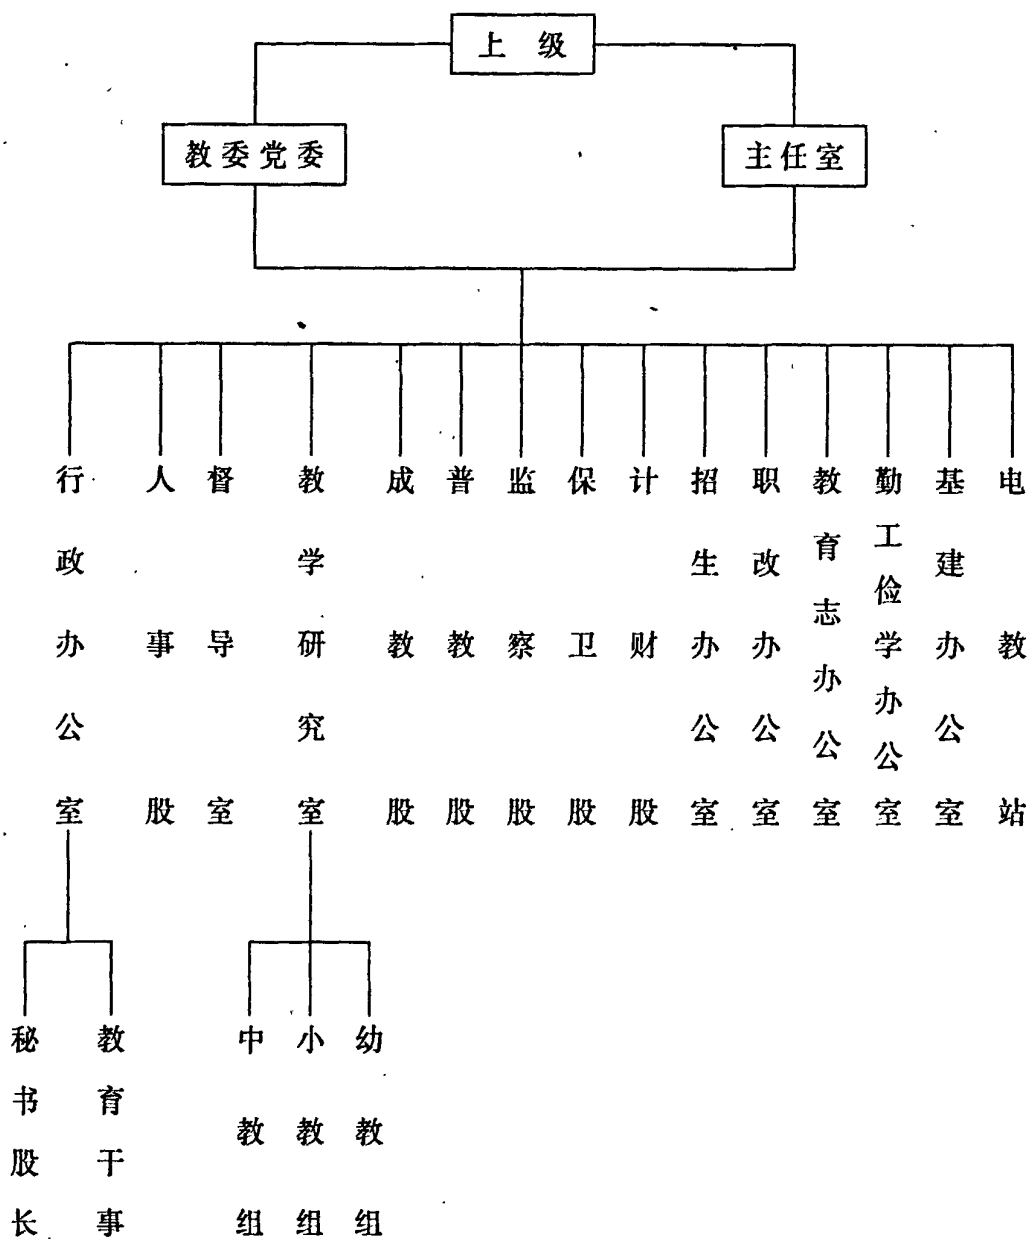 上级
教委党委
主任室
行政办公室
人事股
督导室
教学研究室
成教股
普教股
监察股
保卫股
计财股
招生办公室
职改办公室
教育志办公室
勤工俭学办公室
基建办公室
电教站
秘书股长
教育干事
中教组
小教组
幼教组